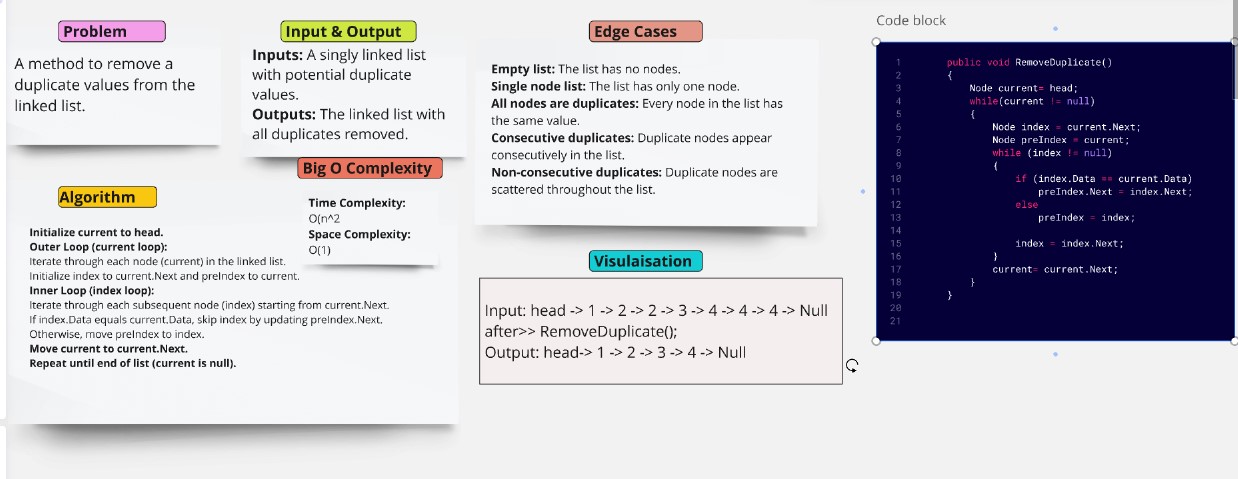 Problem
A method to remove a
duplicate values from the
linked list.
Input & Output
Inputs: A singly linked list
with potential duplicate
values.
Outputs: The linked list with
all duplicates removed.
Edge Cases
Empty list: The list has no nodes.
Single node list: The list has only one node.
All nodes are duplicates: Every node in the list has
the same value.
Consecutive duplicates: Duplicate nodes appear
consecutively in the list.
Non-consecutive duplicates: Duplicate nodes are
scattered throughout the list.
Big O Complexity
Time Complexity:
O(n^2
Space Complexity:
O(1)
Algorithm
Initialize current to head.
Outer Loop (current loop):
Iterate through each node (current) in the linked list.
Initialize index to current.Next and preIndex to current.
Inner Loop (index loop):
Iterate through each subsequent node (index) starting from current.Next.
If index.Data equals current.Data, skip index by updating preIndex.Next.
Otherwise, move preIndex to index.
Move current to current.Next.
Repeat until end of list (current is null).
Visulaisation
Input: head -> 1 -> 2 -> 2 -> 3 -> 4 -> 4 -> 4 -> Null
after>> RemoveDuplicate();
Output: head-> 1 -> 2 -> 3 -> 4 -> Null
Code block
1 public void RemoveDuplicate()
2 {
3 Node current= head;
4 while(current != null)
5 {
6 Node index = current.Next;
7 Node preIndex = current;
8 while (index != null)
9 {
10 if (index.Data == current.Data)
11 preIndex.Next = index.Next;
12 else
13 preIndex = index;
14
15 index = index.Next;
16 }
17 current= current.Next;
18 }
19 }
20
21